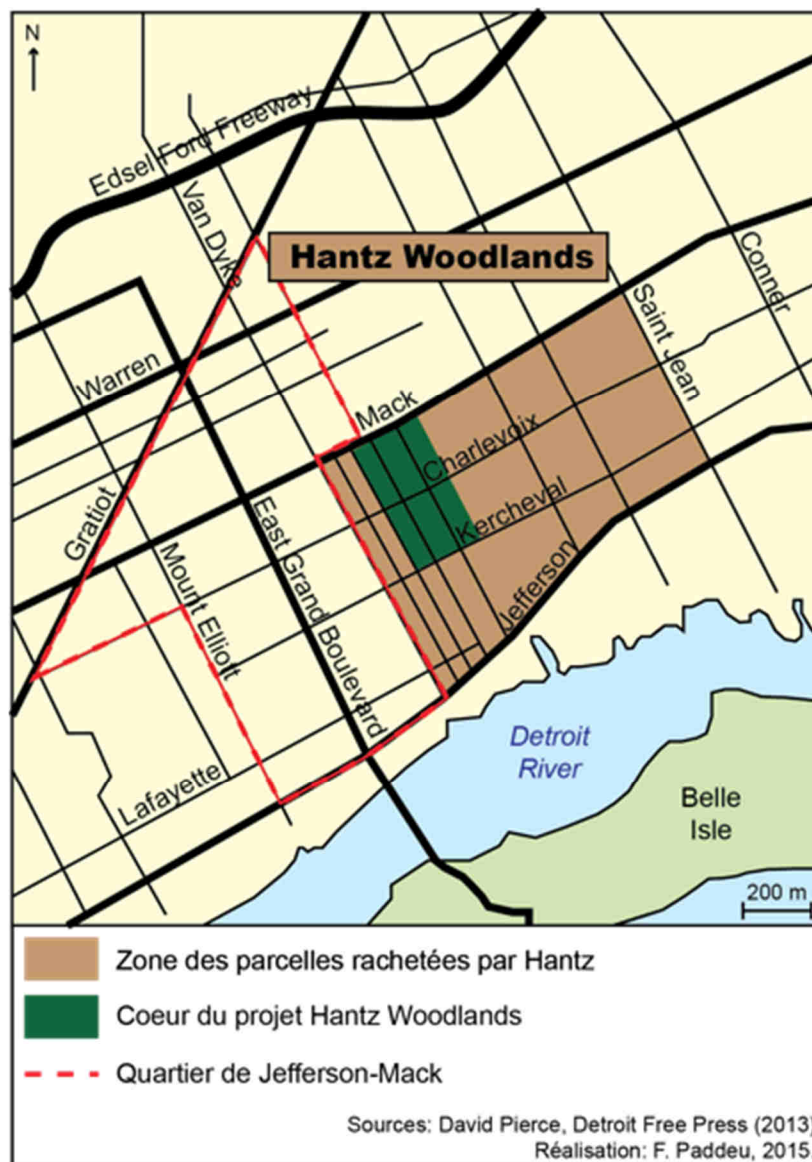 N
Edsel Ford Freeway
Van Dyke
Hantz Woodlands
Conner
Saint Jean
Warren
Mack
Charlevoix
Kercheval
Gratiot
East Grand Boulevard
Mount Elliott
Jefferson
Lafayette
Detroit
River
Belle
Isle
200 m
Zone des parcelles rachetées par Hantz
Coeur du projet Hantz Woodlands
Quartier de Jefferson-Mack
Sources: David Pierce, Detroit Free Press (2013)
Réalisation: F. Paddeu, 2015